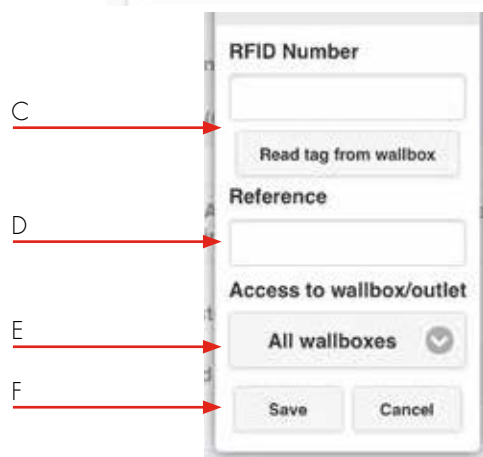 RFID Number
C
Read tag from wallbox
Reference
D
Access to wallbox/outlet
E
All wallboxes
F
Save Cancel